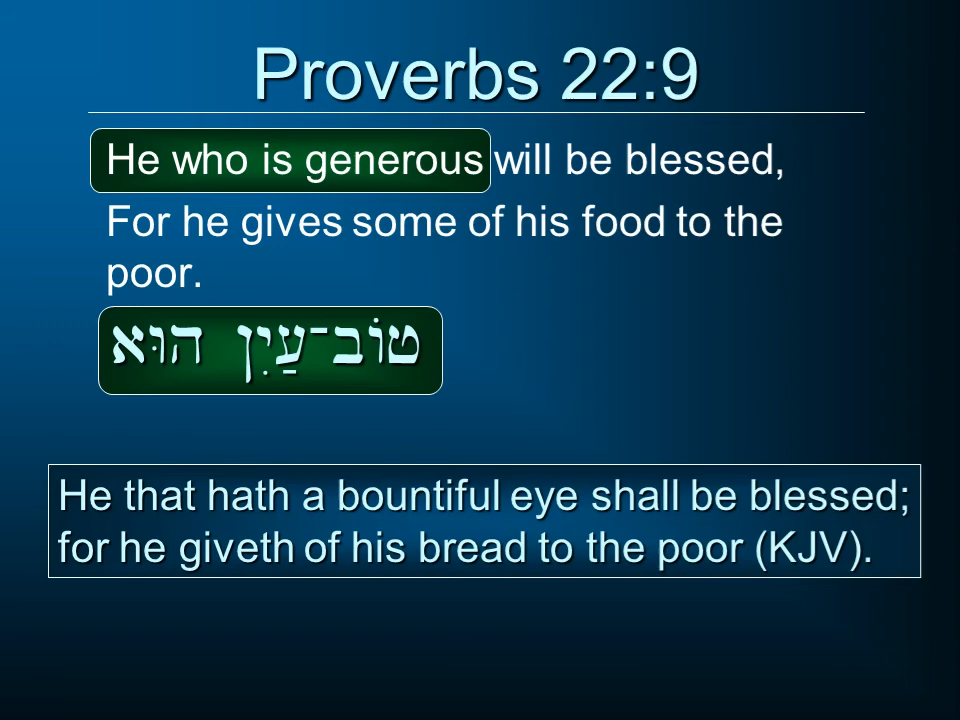 Proverbs 22:9
He who is generous will be blessed,
For he gives some of his food to the
poor.
טוֹב־עַיִן הוּא
He that hath a bountiful eye shall be blessed;
for he giveth of his bread to the poor (KJV).